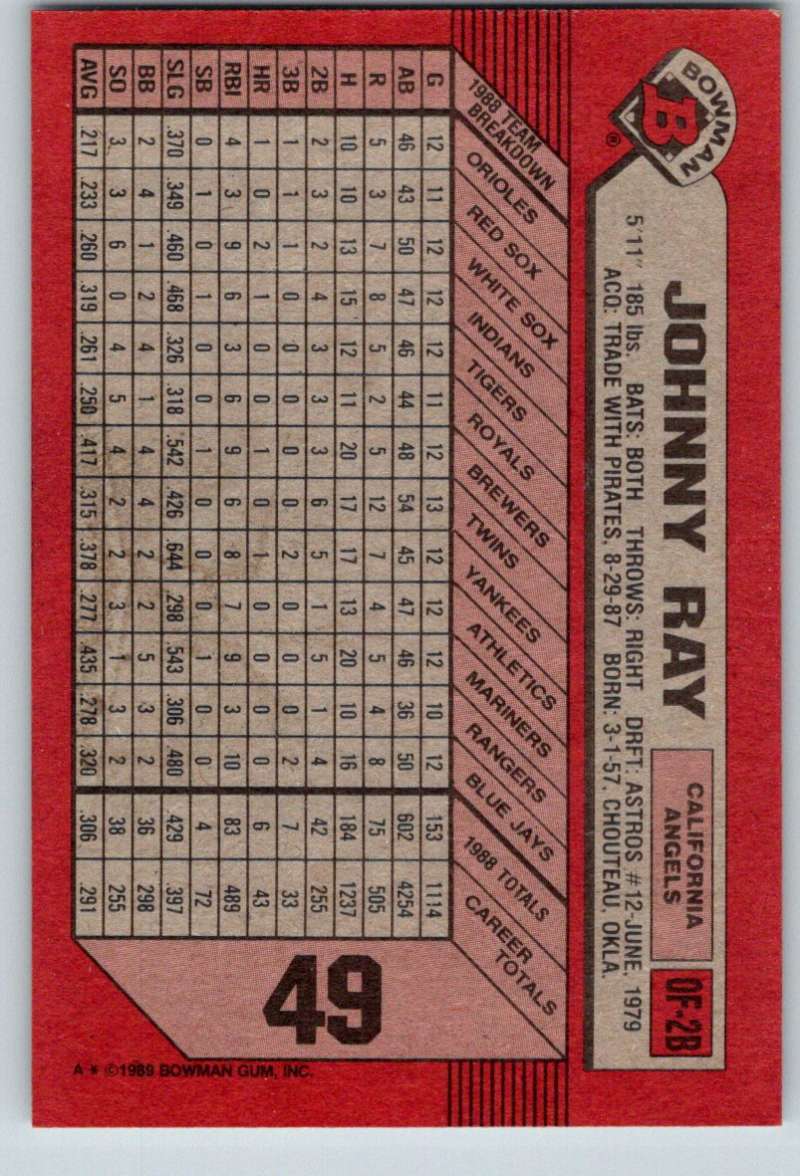 BOWMAN
B
®
JOHNNY RAY
CALIFORNIA
ANGELS
OF-2B
5'11" 185 lbs. BATS: BOTH THROWS: RIGHT DRFT: ASTROS #12-JUNE, 1979
ACQ: TRADE WITH PIRATES, 8-29-87 BORN: 3-1-57, CHOUTEAU, OKLA.
1988 TEAM
BREAKDOWN
G AB R H 2B 3B HR RBI SB SLG BB SO AVG
ORIOLES 12 46 5 10 2 1 1 4 0 .370 2 3 .217
RED SOX 11 43 3 10 3 1 0 3 1 .349 4 3 .233
WHITE SOX 12 50 7 13 2 1 2 9 0 .460 1 6 .260
INDIANS 12 47 8 15 4 0 1 6 1 .468 2 0 .319
TIGERS 12 46 5 12 3 0 0 3 0 .326 4 4 .261
ROYALS 11 44 2 11 3 0 0 6 0 .318 1 5 .250
BREWERS 12 48 5 20 3 0 1 9 1 .542 4 4 .417
TWINS 13 54 12 17 6 0 0 6 0 .426 4 2 .315
YANKEES 12 45 7 17 5 2 1 8 0 .644 2 2 .378
ATHLETICS 12 47 4 13 1 0 0 7 0 .298 2 3 .277
MARINERS 12 46 5 20 5 0 0 9 1 .543 5 1 .435
RANGERS 10 36 4 10 1 0 0 3 0 .306 3 2 .278
BLUE JAYS 12 50 8 16 4 2 0 10 0 .480 2 2 .320
1988 TOTALS 153 602 75 184 42 7 6 83 4 .429 36 38 .306
CAREER TOTALS 1114 4254 505 1237 255 33 43 489 72 .397 298 255 .291
49
A * ©1989 BOWMAN GUM, INC.